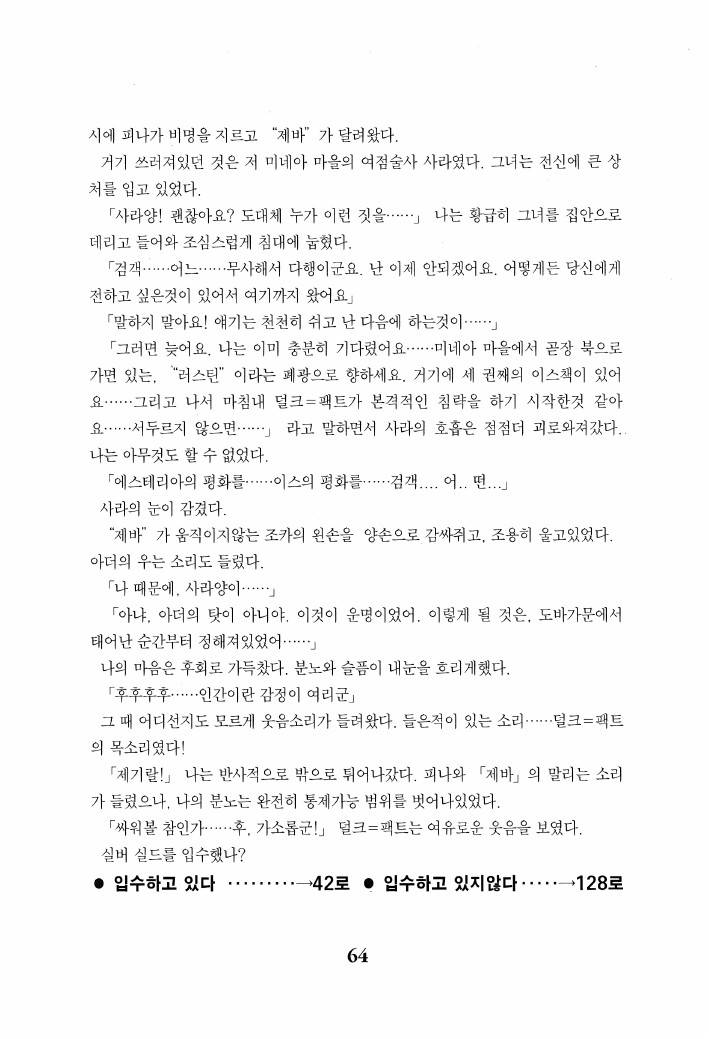 시에 피나가 비명을 지르고 “제바” 가 달려왔다.
거기 쓰러져있던 것은 저 미네아 마을의 여점술사 사라였다. 그녀는 전신에 큰 상
처를 입고 있었다.
「사라양! 괜찮아요? 도대체 누가 이런 짓을……」 나는 황급히 그녀를 집안으로
데리고 들어와 조심스럽게 침대에 눕혔다.
「검객……어느……무사해서 다행이군요. 난 이제 안되겠어요. 어떻게든 당신에게
전하고 싶은것이 있어서 여기까지 왔어요」
「말하지 말아요! 얘기는 천천히 쉬고 난 다음에 하는것이……」
「그러면 늦어요. 나는 이미 충분히 기다렸어요……미네아 마을에서 곧장 북으로
가면 있는, “러스틴” 이라는 폐광으로 향하세요. 거기에 세 권째의 이스책이 있어
요……그리고 나서 마침내 덜크=팩트가 본격적인 침략을 하기 시작한것 같아
요……서두르지 않으면……」 라고 말하면서 사라의 호흡은 점점더 괴로와져갔다.
나는 아무것도 할 수 없었다.
「에스테리아의 평화를……이스의 평화를……검객.... 어.. 떤...」
사라의 눈이 감겼다.
“제바” 가 움직이지않는 조카의 왼손을 양손으로 감싸쥐고, 조용히 울고있었다.
아더의 우는 소리도 들렸다.
「나 때문에, 사라양이……」
「아냐, 아더의 탓이 아니야. 이것이 운명이었어. 이렇게 될 것은, 도바가문에서
태어난 순간부터 정해져있었어……」
나의 마음은 후회로 가득찼다. 분노와 슬픔이 내눈을 흐리게했다.
「후후후후……인간이란 감정이 여리군」
그 때 어디선지도 모르게 웃음소리가 들려왔다. 들은적이 있는 소리……덜크=팩트
의 목소리였다!
「제기랄!」 나는 반사적으로 밖으로 튀어나갔다. 피나와 「제바」의 말리는 소리
가 들렸으나, 나의 분노는 완전히 통제가능 범위를 벗어나있었다.
「싸워볼 참인가……후, 가소롭군!」 덜크=팩트는 여유로운 웃음을 보였다.
실버 실드를 입수했나?
● 입수하고 있다 ·········→42로 ● 입수하고 있지않다·····→128로
64